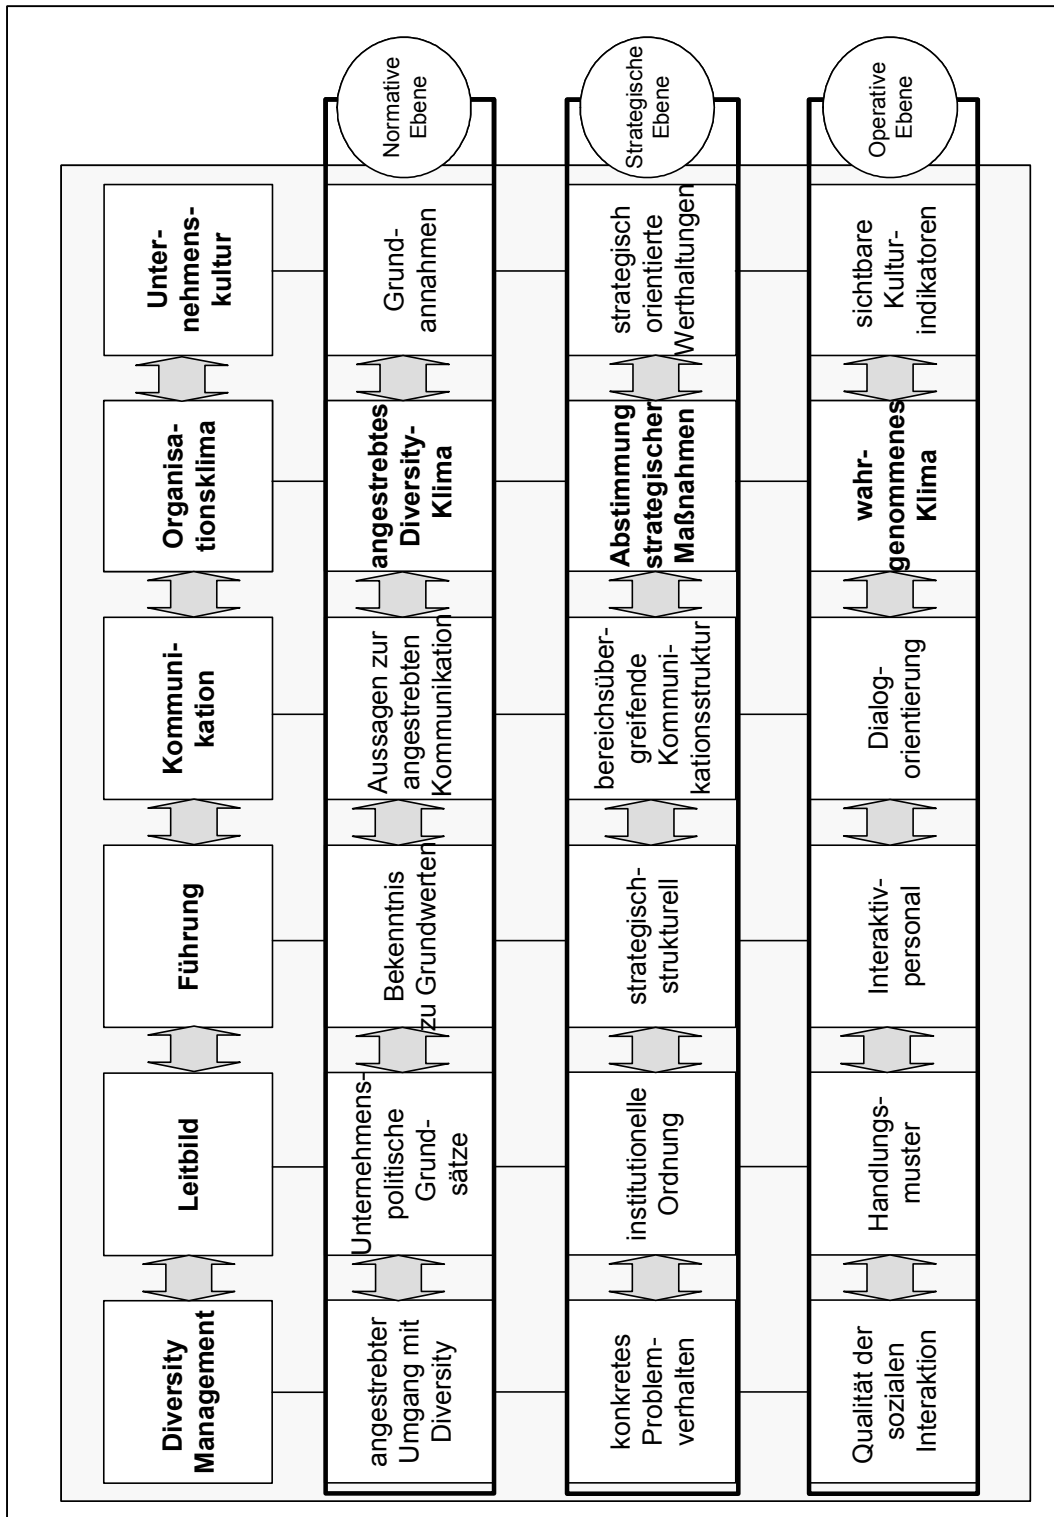 Diversity
Management
Leitbild
Führung
Kommuni-
kation
Organisa-
tionsklima
Unter-
nehmens-
kultur
angestrebter
Umgang mit
Diversity
Unternehmens-
politische
Grund-
sätze
Bekenntnis
zu Grundwerten
Aussagen zur
angestrebten
Kommunikation
angestrebtes
Diversity-
Klima
Grund-
annahmen
Normative
Ebene
konkretes
Problem-
verhalten
institutionelle
Ordnung
strategisch-
strukturell
bereichsüber-
greifende
Kommuni-
kationsstruktur
Abstimmung
strategischer
Maßnahmen
strategisch
orientierte
Werthaltungen
Strategische
Ebene
Qualität der
sozialen
Interaktion
Handlungs-
muster
Interaktiv-
personal
Dialog-
orientierung
wahr-
genommenes
Klima
sichtbare
Kultur-
indikatoren
Operative
Ebene